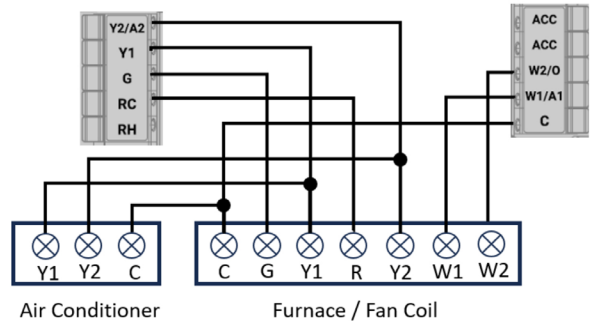 Y2/A2
Y1
G
RC
RH
ACC
ACC
W2/O
W1/A1
C
Y1 Y2 C
C G Y1 R Y2 W1 W2
Air Conditioner
Furnace / Fan Coil